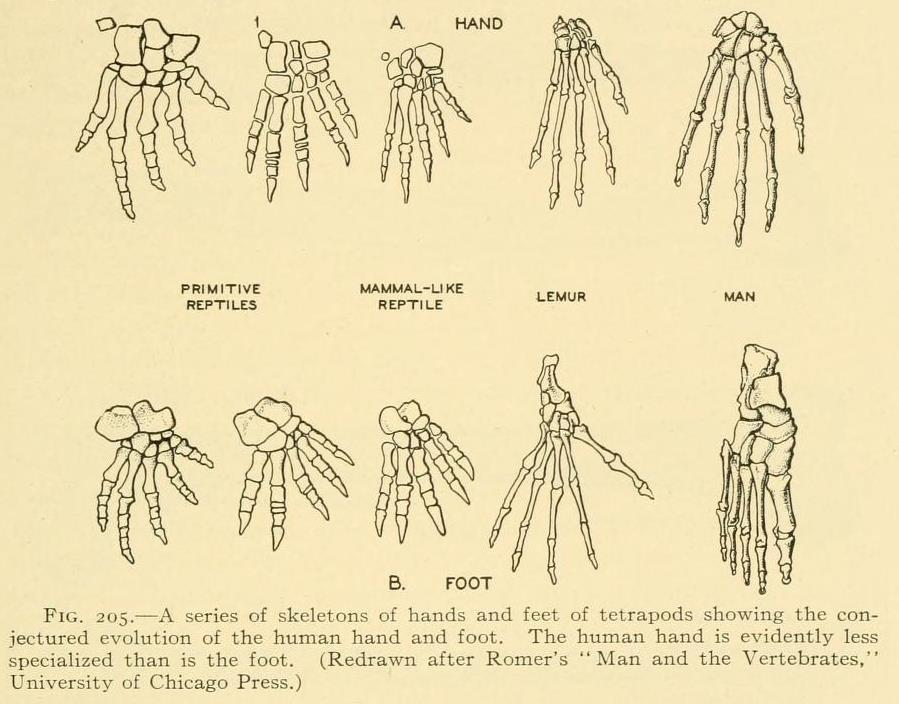 1 A. HAND
PRIMITIVE REPTILES
MAMMAL-LIKE REPTILE
LEMUR
MAN
B. FOOT
FIG. 205.—A series of skeletons of hands and feet of tetrapods showing the con-
jectured evolution of the human hand and foot. The human hand is evidently less
specialized than is the foot. (Redrawn after Romer's "Man and the Vertebrates,"
University of Chicago Press.)